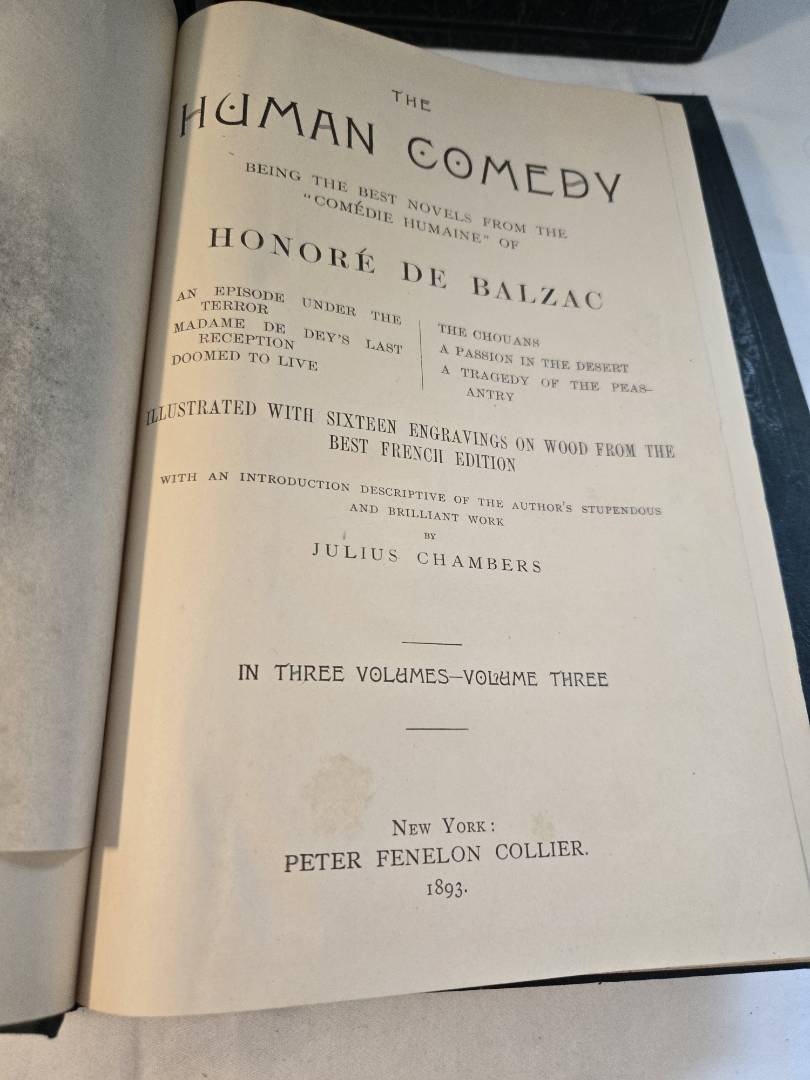 THE
HUMAN COMEDY
BEING THE BEST NOVELS FROM THE
"COMÉDIE HUMAINE" OF
HONORÉ DE BALZAC
AN EPISODE UNDER THE
TERROR
MADAME DE DEY'S LAST
RECEPTION
DOOMED TO LIVE
THE CHOUANS
A PASSION IN THE DESERT
A TRAGEDY OF THE PEAS-
ANTRY
ILLUSTRATED WITH SIXTEEN ENGRAVINGS ON WOOD FROM THE
BEST FRENCH EDITION
WITH AN INTRODUCTION DESCRIPTIVE OF THE AUTHOR'S STUPENDOUS
AND BRILLIANT WORK
BY
JULIUS CHAMBERS
IN THREE VOLUMES—VOLUME THREE
NEW YORK:
PETER FENELON COLLIER.
1893.